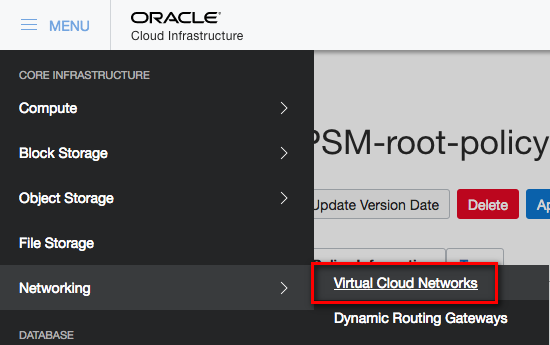 MENU
ORACLE
Cloud Infrastructure
CORE INFRASTRUCTURE
Compute
Block Storage
Object Storage
File Storage
Networking
DATABASE
PSM-root-policy
Update Version Date
Delete
Virtual Cloud Networks
Dynamic Routing Gateways